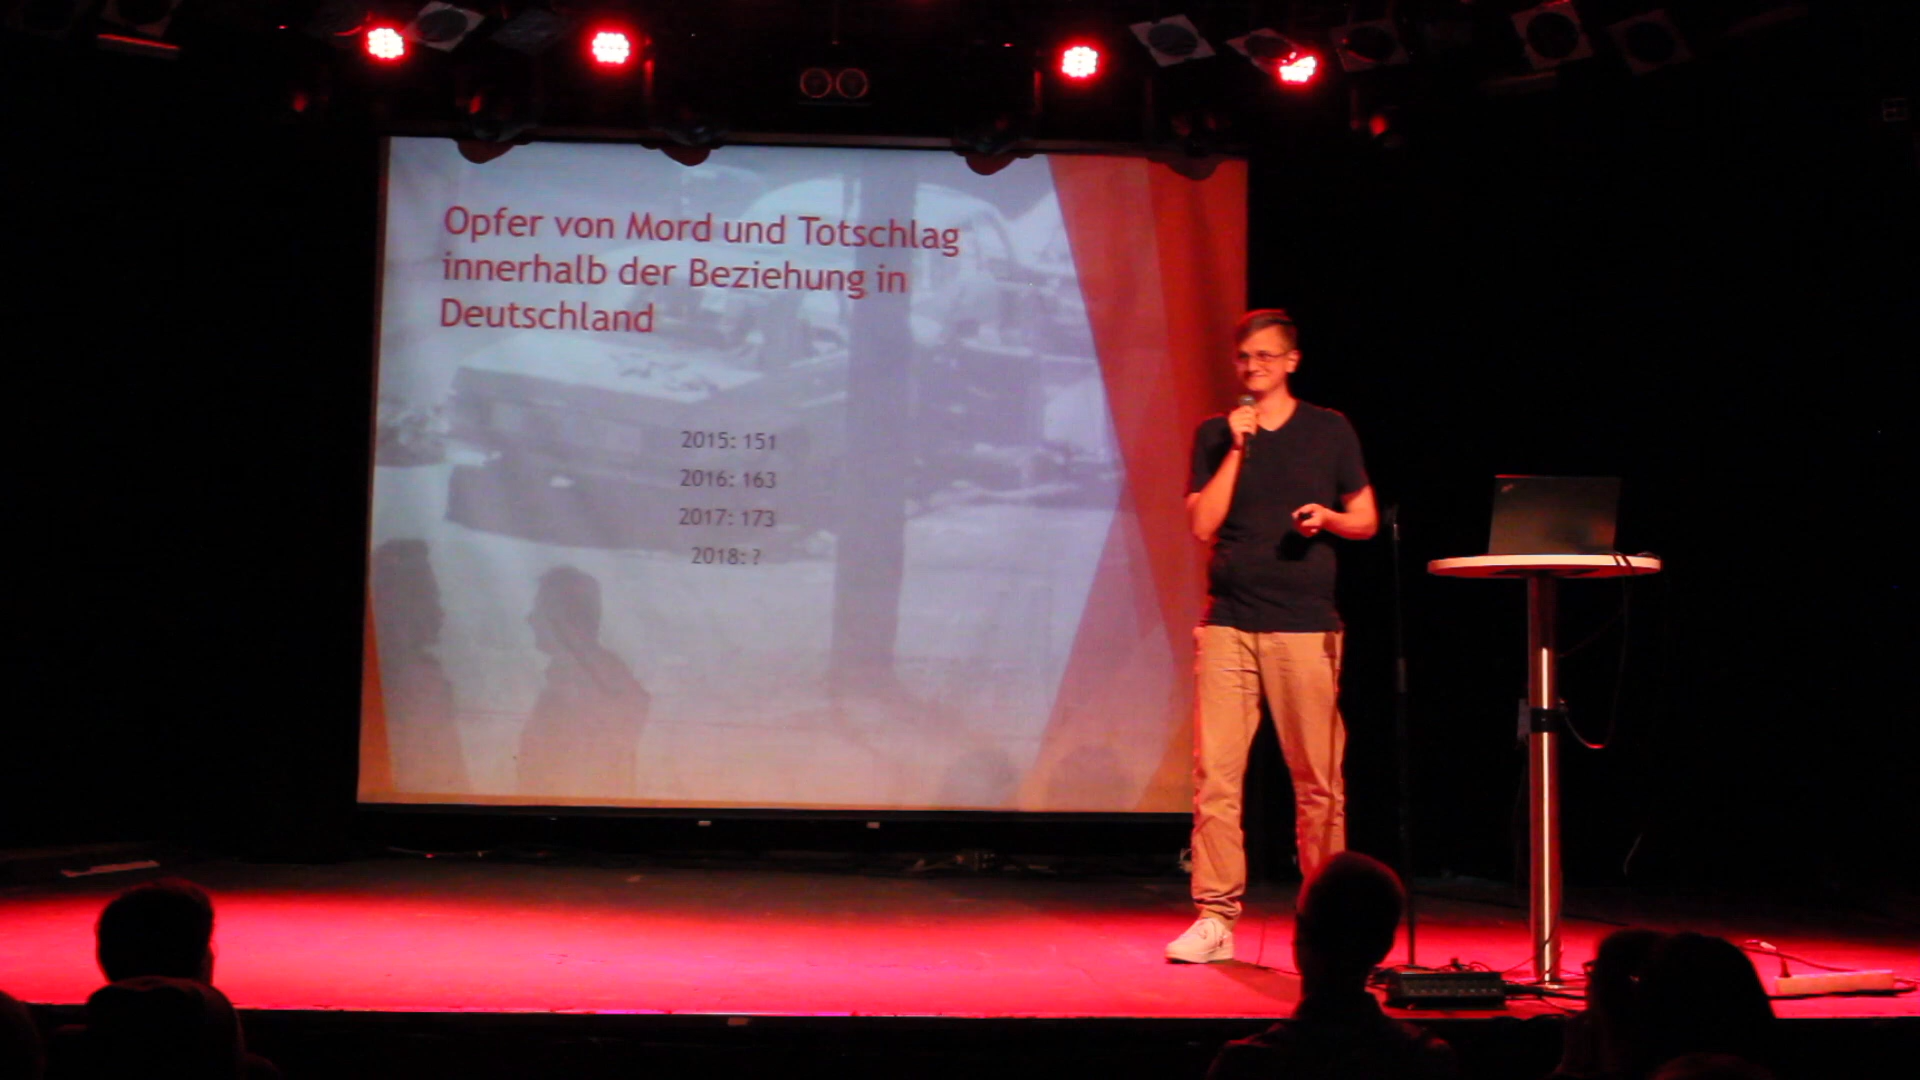 Opfer von Mord und Totschlag
innerhalb der Beziehung in
Deutschland
2015: 151
2016: 163
2017: 173
2018: ?